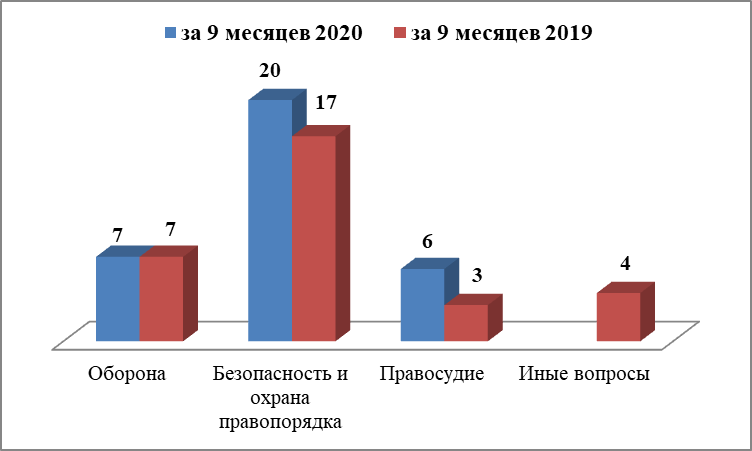 за 9 месяцев 2020 за 9 месяцев 2019
20
17
7
7
6
3
4
Оборона
Безопасность и
охрана
правопорядка
Правосудие
Иные вопросы